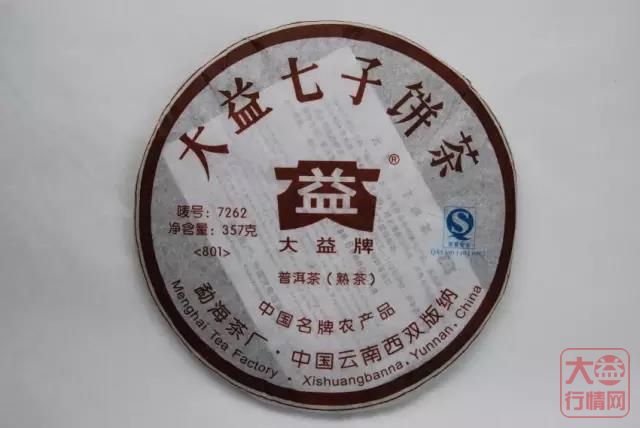 大益七子饼茶
益
®
大益牌
唛号：7262
净含量：357克
<801>
普洱茶（熟茶）
中国名牌农产品
勐海茶厂·中国云南西双版纳
Menghai Tea Factory . Xishuangbanna, Yunnan, China
大益
行情网